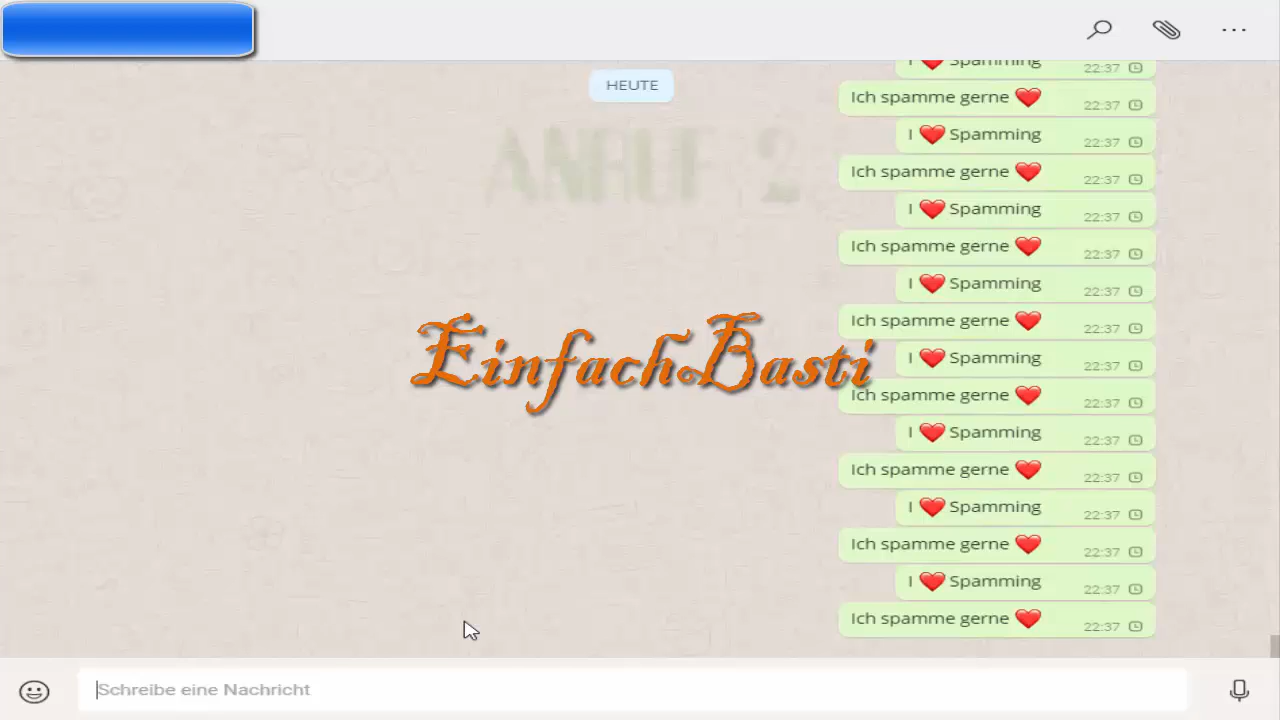 HEUTE
I ❤️ Spamming
22:37
Ich spamme gerne ❤️
22:37
I ❤️ Spamming
22:37
Ich spamme gerne ❤️
22:37
I ❤️ Spamming
22:37
Ich spamme gerne ❤️
22:37
I ❤️ Spamming
22:37
Ich spamme gerne ❤️
22:37
I ❤️ Spamming
22:37
EinfachBasti
Ich spamme gerne ❤️
22:37
I ❤️ Spamming
22:37
Ich spamme gerne ❤️
22:37
I ❤️ Spamming
22:37
Ich spamme gerne ❤️
22:37
I ❤️ Spamming
22:37
Ich spamme gerne ❤️
22:37
Schreibe eine Nachricht